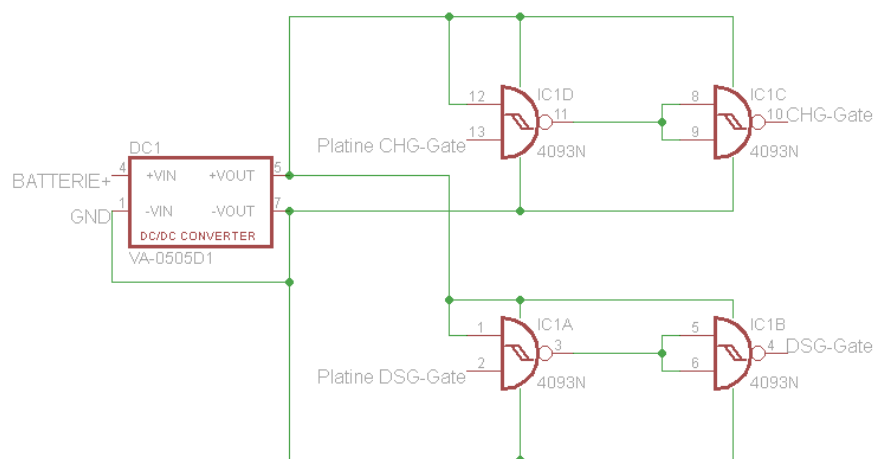 IC1D
IC1C
12
13
11
8
9
10
CHG-Gate
Platine CHG-Gate
4093N
4093N
DC1
BATTERIE+
4
+VIN
+VOUT
5
GND
1
-VIN
-VOUT
7
DC/DC CONVERTER
VA-0505D1
IC1A
IC1B
1
2
3
5
6
4
DSG-Gate
Platine DSG-Gate
4093N
4093N